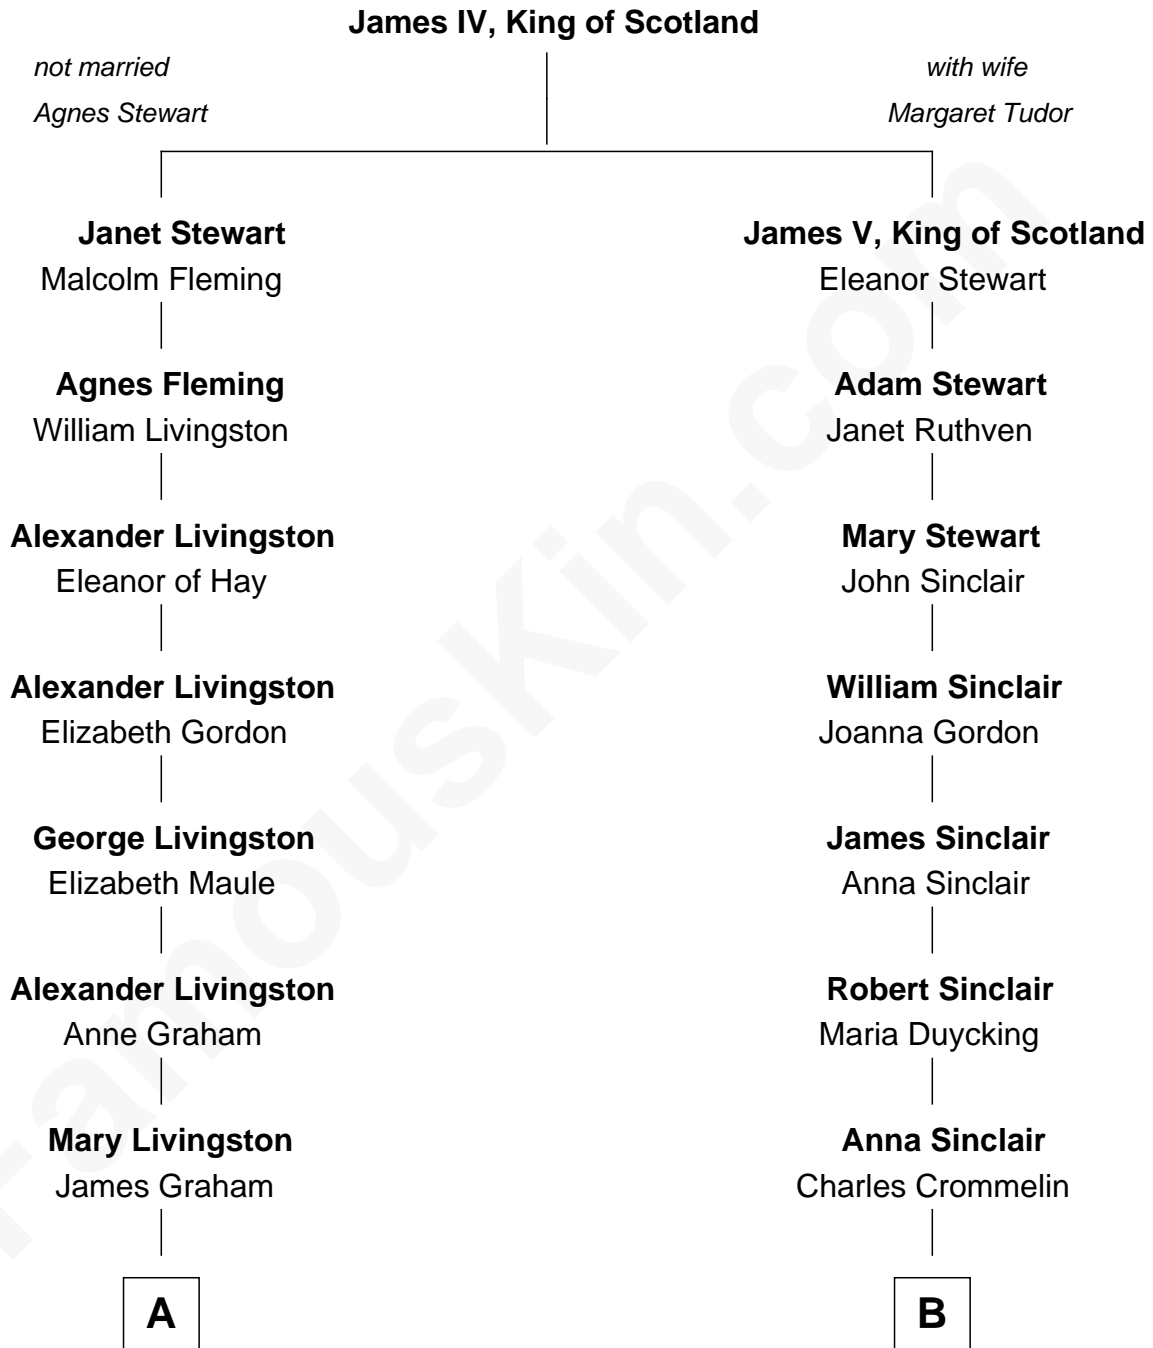 James IV, King of Scotland
not married
Agnes Stewart
with wife
Margaret Tudor
Janet Stewart
Malcolm Fleming
James V, King of Scotland
Eleanor Stewart
Agnes Fleming
William Livingston
Adam Stewart
Janet Ruthven
Alexander Livingston
Eleanor of Hay
Mary Stewart
John Sinclair
Alexander Livingston
Elizabeth Gordon
William Sinclair
Joanna Gordon
George Livingston
Elizabeth Maule
James Sinclair
Anna Sinclair
Alexander Livingston
Anne Graham
Robert Sinclair
Maria Duycking
Mary Livingston
James Graham
Anna Sinclair
Charles Crommelin
A
B
FamousKin.com